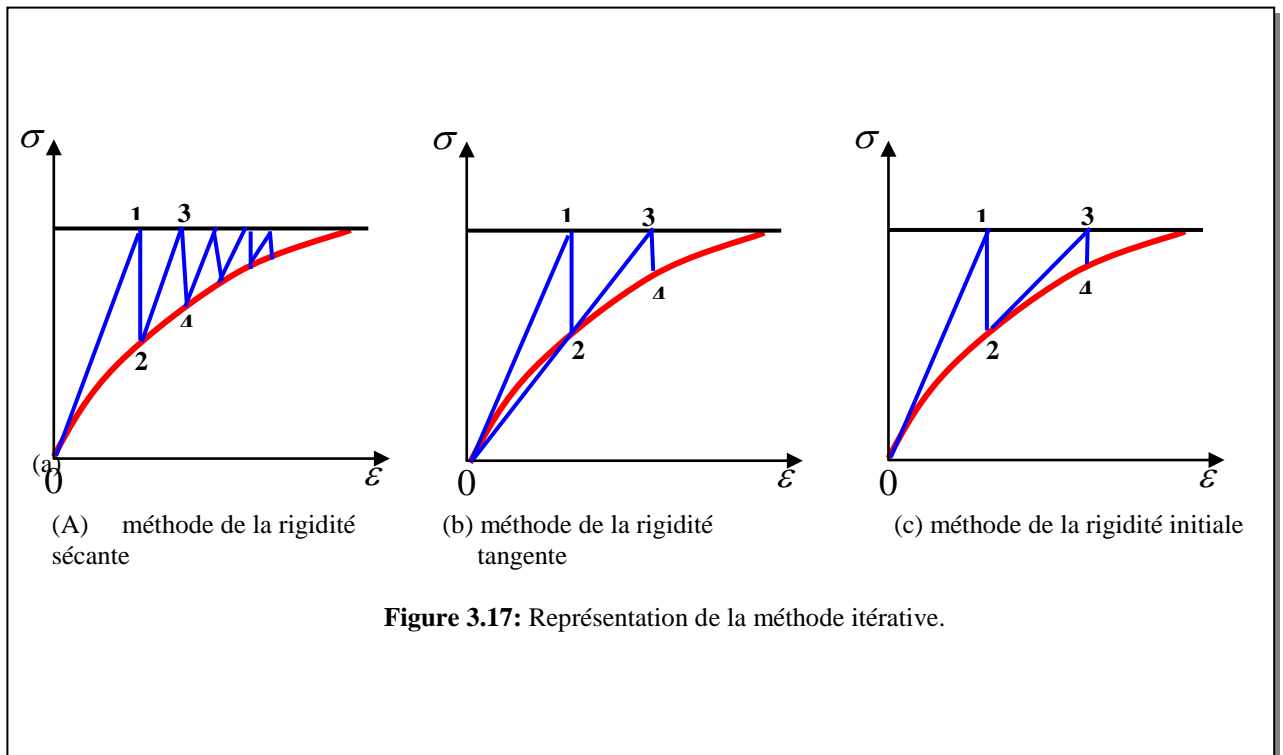 σ
1
3
2
4
(a)
0
ε
(A) méthode de la rigidité
sécante
σ
1
3
2
4
0
ε
(b) méthode de la rigidité
tangente
σ
1
3
2
4
0
ε
(c) méthode de la rigidité initiale
Figure 3.17: Représentation de la méthode itérative.